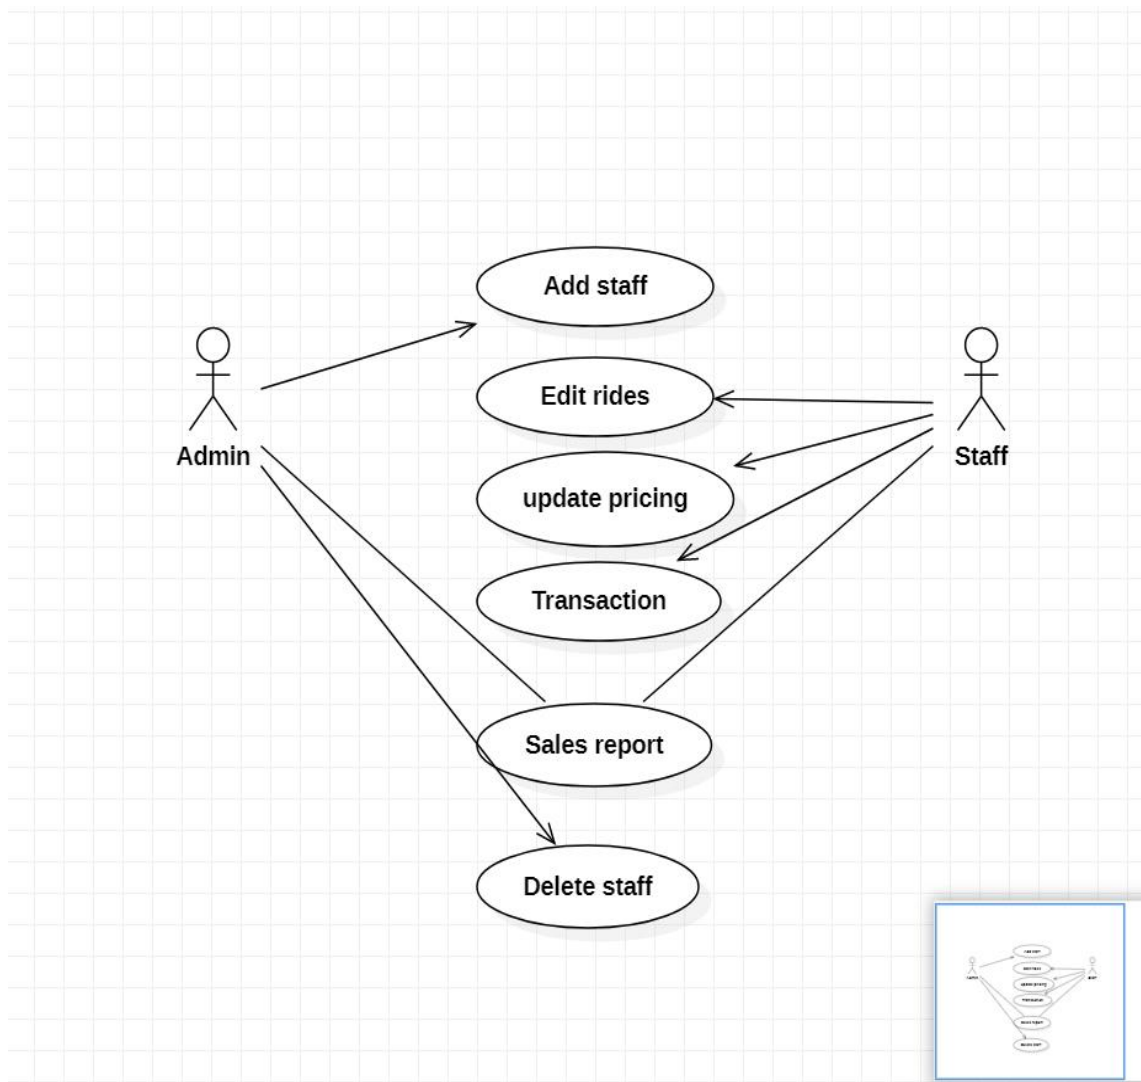 Add staff
Edit rides
Admin
Staff
update pricing
Transaction
Sales report
Delete staff